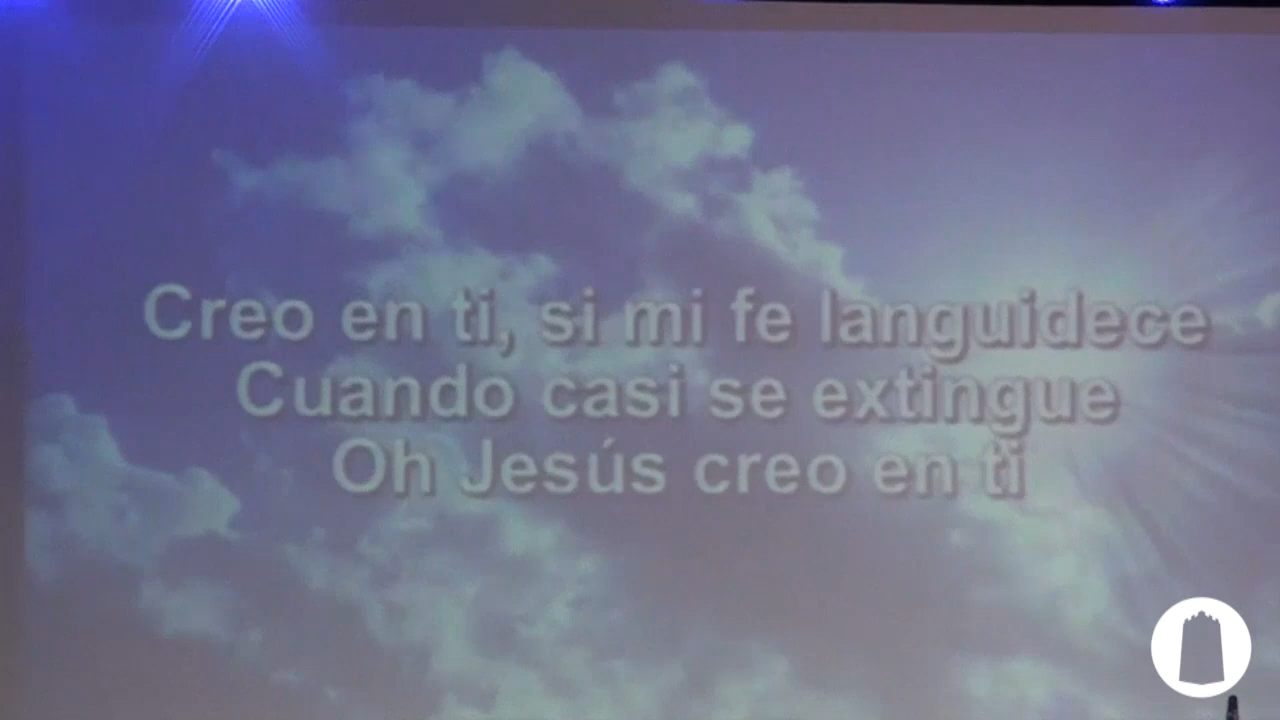 Creo en ti, si mi fe languidece
Cuando casi se extingue
Oh Jesús creo en ti